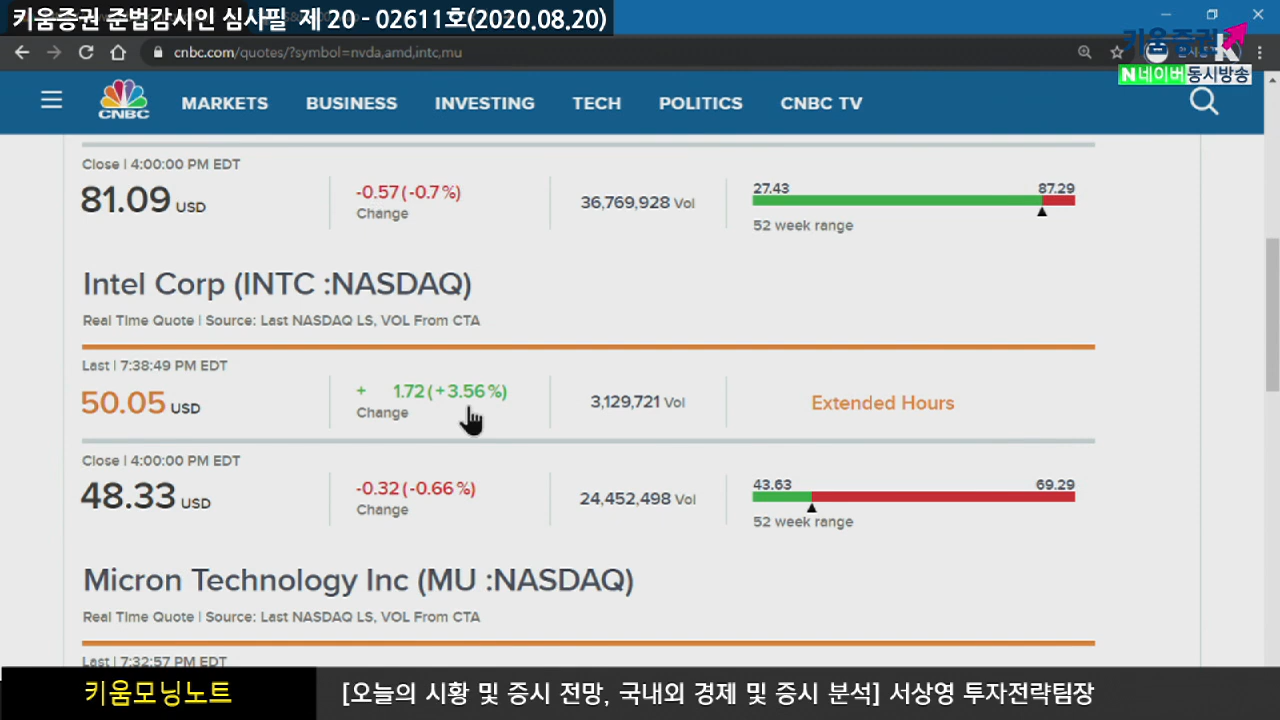 키움증권 준법감시인 심사필 제 20 - 02611호(2020.08.20)
키움증권
cnbc.com/quotes/?symbol=nvda,amd,intc,mu
N 네이버 동시방송
CNBC
MARKETS BUSINESS INVESTING TECH POLITICS CNBC TV
Close | 4:00:00 PM EDT
81.09 USD
-0.57 (-0.7%)
Change
36,769,928 Vol
27.43 87.29
52 week range
Intel Corp (INTC :NASDAQ)
Real Time Quote | Source: Last NASDAQ LS, VOL From CTA
Last | 7:38:49 PM EDT
50.05 USD
+ 1.72 (+3.56%)
Change
3,129,721 Vol
Extended Hours
Close | 4:00:00 PM EDT
48.33 USD
-0.32 (-0.66%)
Change
24,452,498 Vol
43.63 69.29
52 week range
Micron Technology Inc (MU :NASDAQ)
Real Time Quote | Source: Last NASDAQ LS, VOL From CTA
Last | 7:32:57 PM EDT
키움모닝노트
[오늘의 시황 및 증시 전망, 국내외 경제 및 증시 분석] 서상영 투자전략팀장